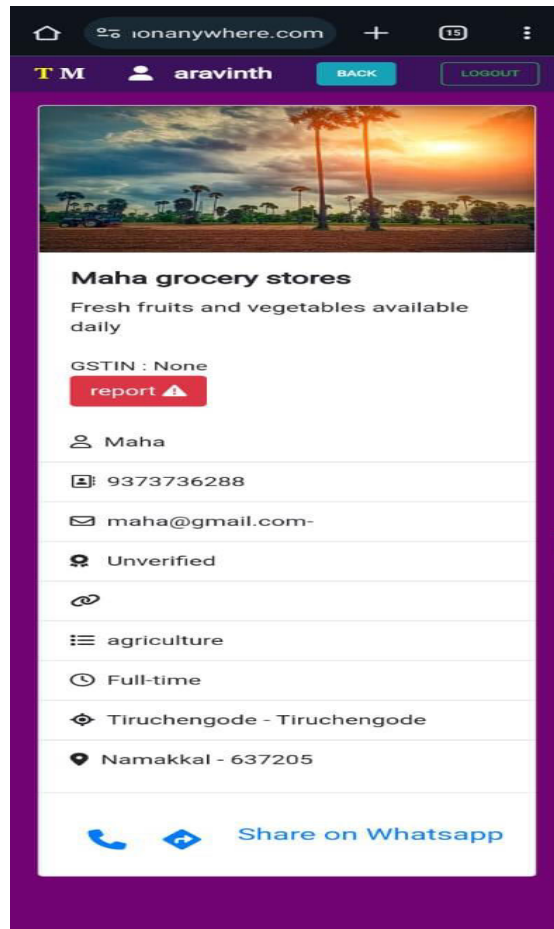 ionanywhere.com 15
T M aravinth BACK LOGOUT
Maha grocery stores
Fresh fruits and vegetables available
daily
GSTIN : None
report
Maha
9373736288
maha@gmail.com-
Unverified
agriculture
Full-time
Tiruchengode - Tiruchengode
Namakkal - 637205
Share on Whatsapp